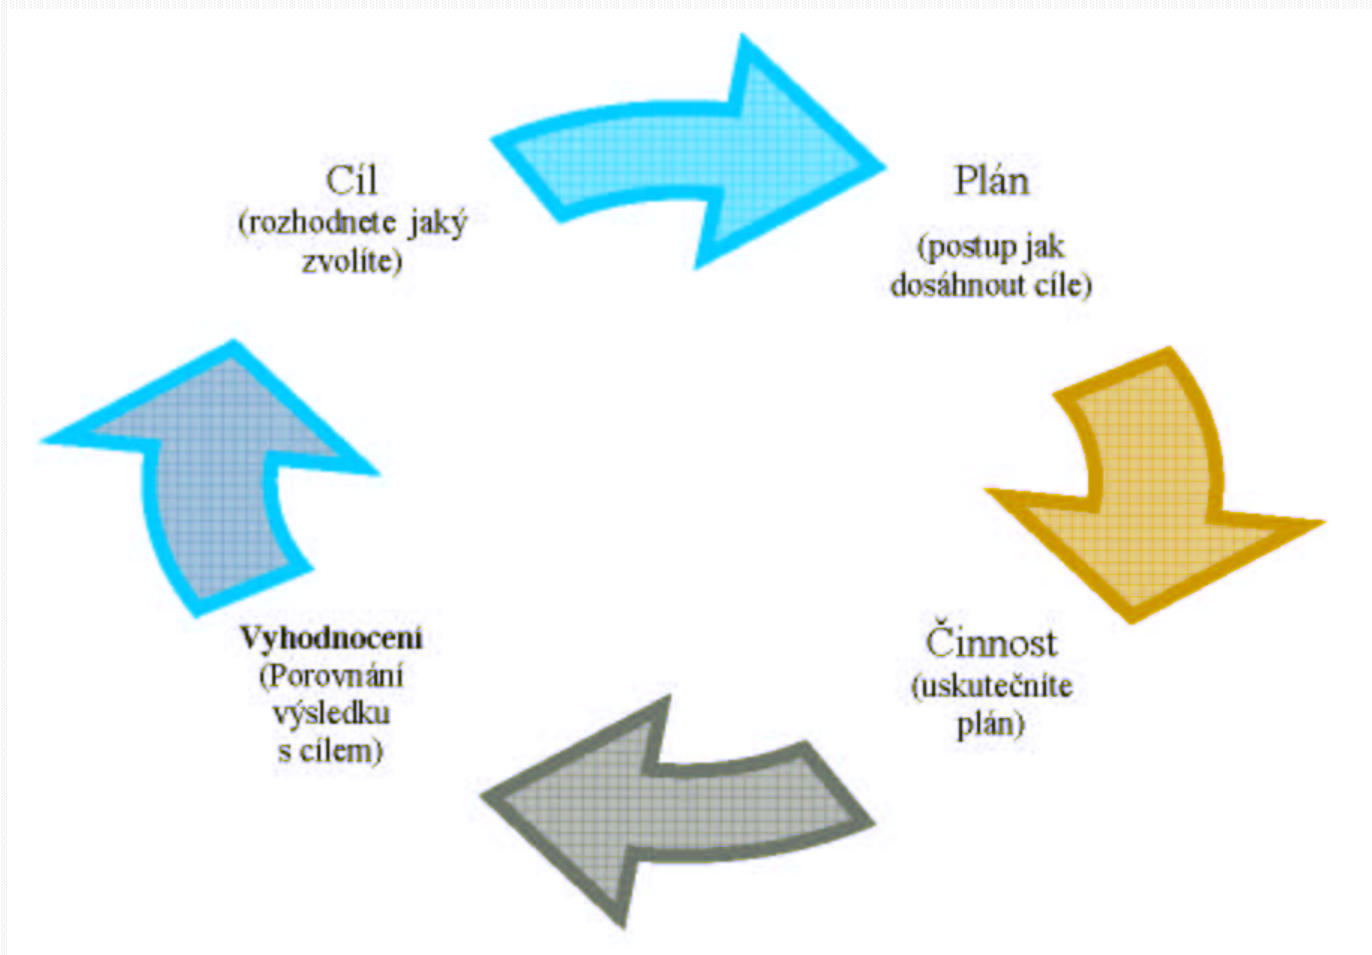 Cíl
(rozhodnete jaký
zvolíte)
Plán
(postup jak
dosáhnout cíle)
Činnost
(uskutečníte
plán)
Vyhodnocení
(Porovnání
výsledku
s cílem)